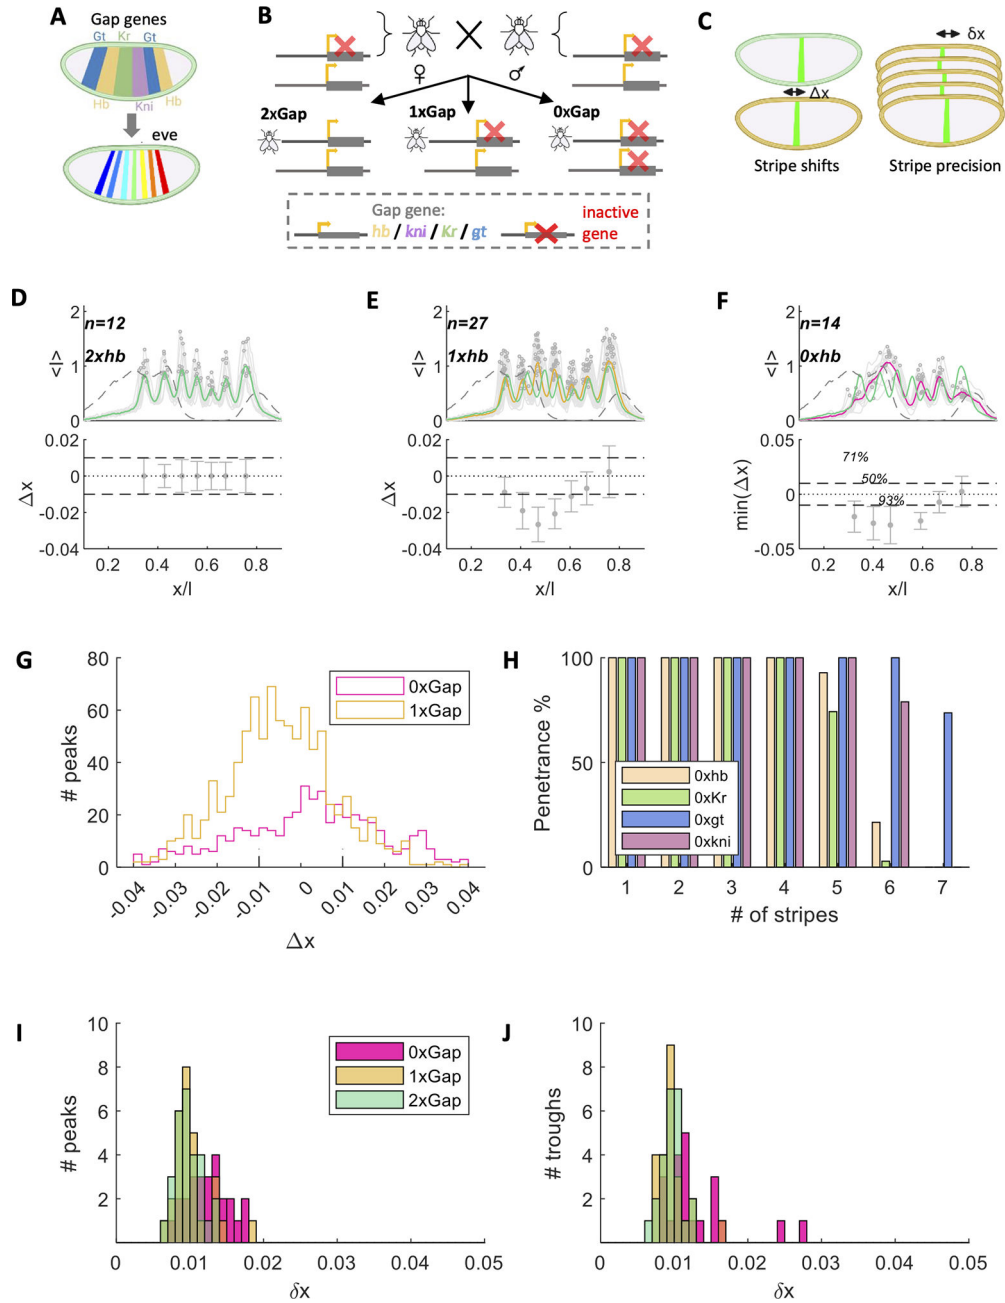 A
Gap genes
Gt Kr Gt
Hb Kni Hb
eve
B
♀ ♂
2xGap 1xGap 0xGap
Gap gene:
hb / kni / Kr / gt
inactive
gene
C
δx
Δx
Stripe shifts
Stripe precision
D
n=12
2xhb
<I>
2
1
0
0.02
0
-0.02
-0.04
Δx
0.2 0.4 0.6 0.8
x/l
E
n=27
1xhb
<I>
2
1
0
0.02
0
-0.02
-0.04
Δx
0.2 0.4 0.6 0.8
x/l
F
n=14
0xhb
<I>
2
1
0
0.05
0
-0.05
min(Δx)
71%
50%
93%
0.2 0.4 0.6 0.8
x/l
G
80
60
40
20
0
# peaks
0xGap
1xGap
-0.04 -0.03 -0.02 -0.01 0 0.01 0.02 0.03 0.04
Δx
H
100
50
0
Penetrance %
0xhb
0xKr
0xgt
0xkni
1 2 3 4 5 6 7
# of stripes
I
10
8
6
4
2
# peaks
0xGap
1xGap
2xGap
0 0.01 0.02 0.03 0.04 0.05
δx
J
10
8
6
4
2
# troughs
0 0.01 0.02 0.03 0.04 0.05
δx